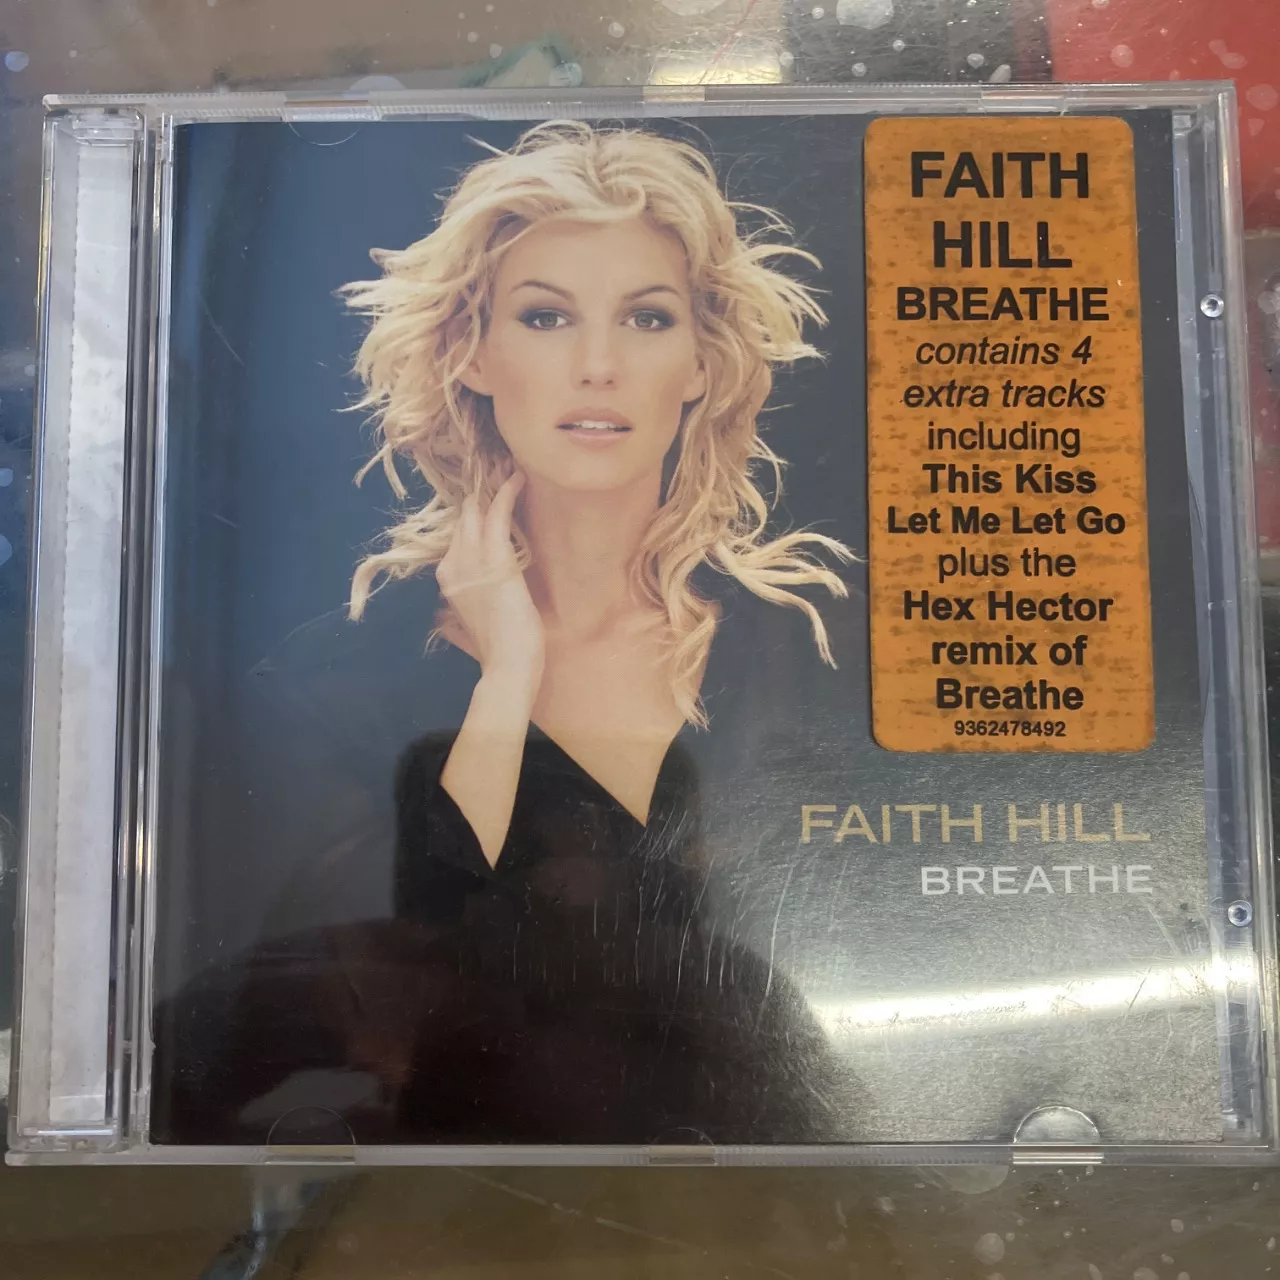 FAITH
HILL
BREATHE
contains 4
extra tracks
including
This Kiss
Let Me Let Go
plus the
Hex Hector
remix of
Breathe
9362478492
FAITH HILL
BREATHE